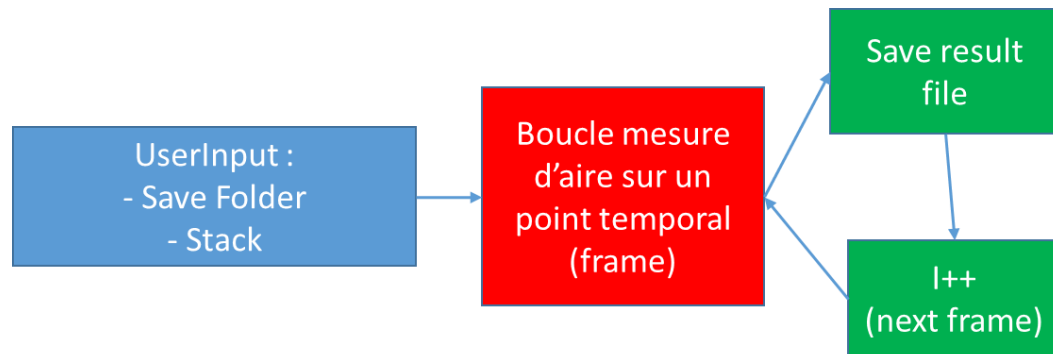 UserInput :
- Save Folder
- Stack
Boucle mesure
d’aire sur un
point temporal
(frame)
Save result
file
I++
(next frame)